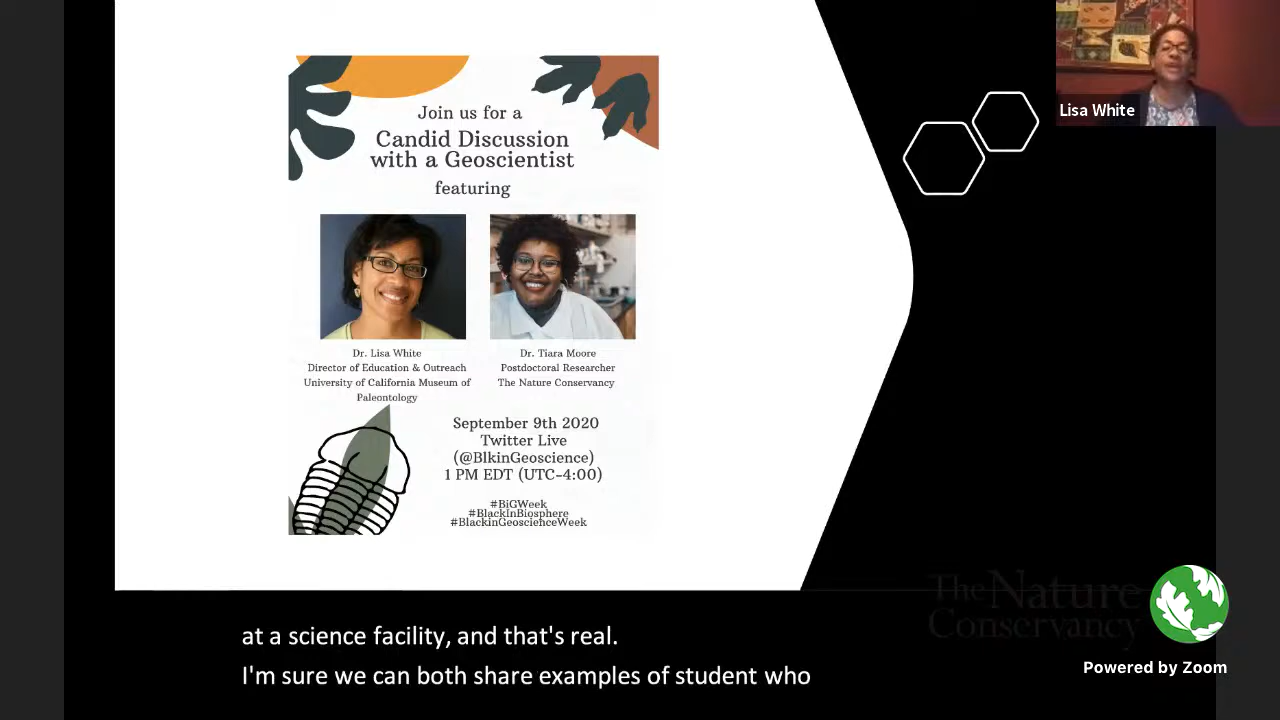 Join us for a
Candid Discussion
with a Geoscientist
featuring
Dr. Lisa White
Director of Education & Outreach
University of California Museum of
Paleontology
Dr. Tiara Moore
Postdoctoral Researcher
The Nature Conservancy
September 9th 2020
Twitter Live
(@BlkinGeoscience)
1 PM EDT (UTC-4:00)
#BiGWeek
#BlackInBiosphere
#BlackinGeoscienceWeek
Lisa White
The Nature
Conservancy
Powered by Zoom
at a science facility, and that's real.
I'm sure we can both share examples of student who